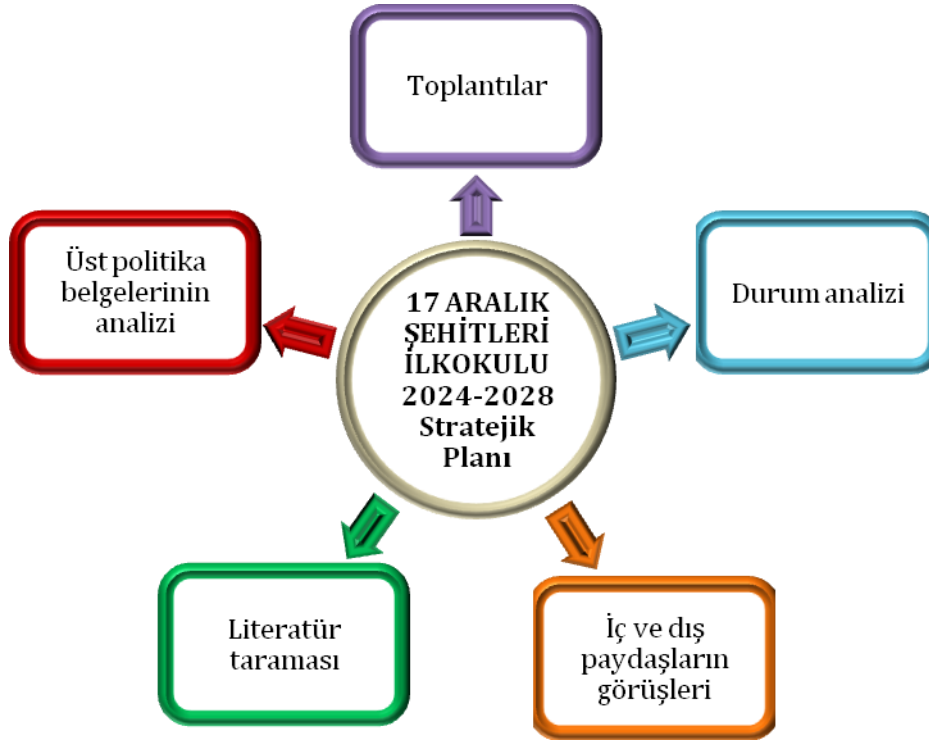 Toplantılar
Üst politika
belgelerinin
analizi
17 ARALIK
ŞEHİTLERİ
İLKOKULU
2024-2028
Stratejik
Planı
Durum analizi
Literatür
taraması
İç ve dış
paydaşların
görüşleri